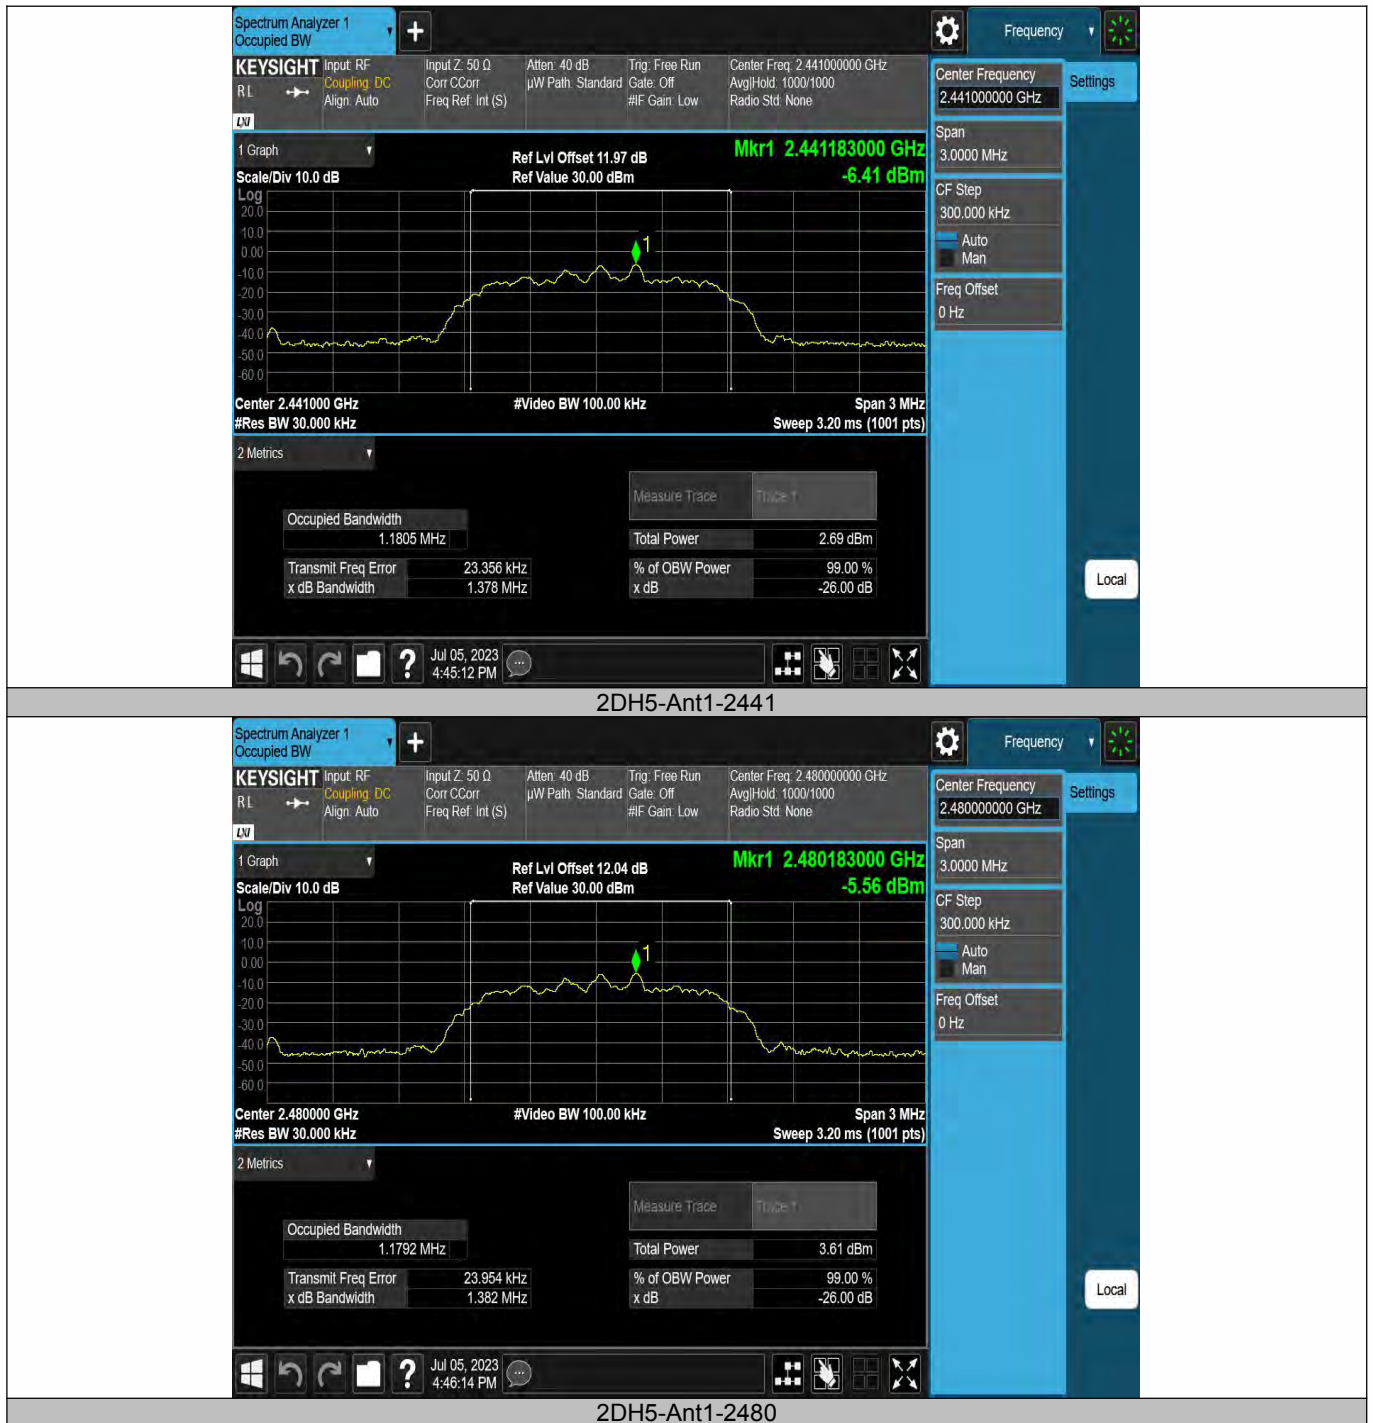 Spectrum Analyzer 1
Occupied BW
Frequency
KEYSIGHT
R L
LXI
Input: RF
Coupling: DC
Align: Auto
Input Z: 50 Ω
Corr CCorr
Freq Ref: Int (S)
Atten: 40 dB
µW Path: Standard
Trig: Free Run
Gate: Off
#IF Gain: Low
Center Freq: 2.441000000 GHz
Avg|Hold: 1000/1000
Radio Std: None
Center Frequency
2.441000000 GHz
Settings
Span
3.0000 MHz
CF Step
300.000 kHz
Auto
Man
Freq Offset
0 Hz
1 Graph
Scale/Div 10.0 dB
Ref Lvl Offset 11.97 dB
Ref Value 30.00 dBm
Mkr1 2.441183000 GHz
-6.41 dBm
Log
20.0
10.0
0.00
-10.0
-20.0
-30.0
-40.0
-50.0
-60.0
1
Center 2.441000 GHz
#Video BW 100.00 kHz
Span 3 MHz
#Res BW 30.000 kHz
Sweep 3.20 ms (1001 pts)
2 Metrics
Measure Trace Trace 1
Occupied Bandwidth
1.1805 MHz
Total Power 2.69 dBm
Transmit Freq Error 23.356 kHz
% of OBW Power 99.00 %
x dB Bandwidth 1.378 MHz
x dB -26.00 dB
Local
Jul 05, 2023
4:45:12 PM
2DH5-Ant1-2441
Spectrum Analyzer 1
Occupied BW
Frequency
KEYSIGHT
R L
LXI
Input: RF
Coupling: DC
Align: Auto
Input Z: 50 Ω
Corr CCorr
Freq Ref: Int (S)
Atten: 40 dB
µW Path: Standard
Trig: Free Run
Gate: Off
#IF Gain: Low
Center Freq: 2.480000000 GHz
Avg|Hold: 1000/1000
Radio Std: None
Center Frequency
2.480000000 GHz
Settings
Span
3.0000 MHz
CF Step
300.000 kHz
Auto
Man
Freq Offset
0 Hz
1 Graph
Scale/Div 10.0 dB
Ref Lvl Offset 12.04 dB
Ref Value 30.00 dBm
Mkr1 2.480183000 GHz
-5.56 dBm
Log
20.0
10.0
0.00
-10.0
-20.0
-30.0
-40.0
-50.0
-60.0
1
Center 2.480000 GHz
#Video BW 100.00 kHz
Span 3 MHz
#Res BW 30.000 kHz
Sweep 3.20 ms (1001 pts)
2 Metrics
Measure Trace Trace 1
Occupied Bandwidth
1.1792 MHz
Total Power 3.61 dBm
Transmit Freq Error 23.954 kHz
% of OBW Power 99.00 %
x dB Bandwidth 1.382 MHz
x dB -26.00 dB
Local
Jul 05, 2023
4:46:14 PM
2DH5-Ant1-2480